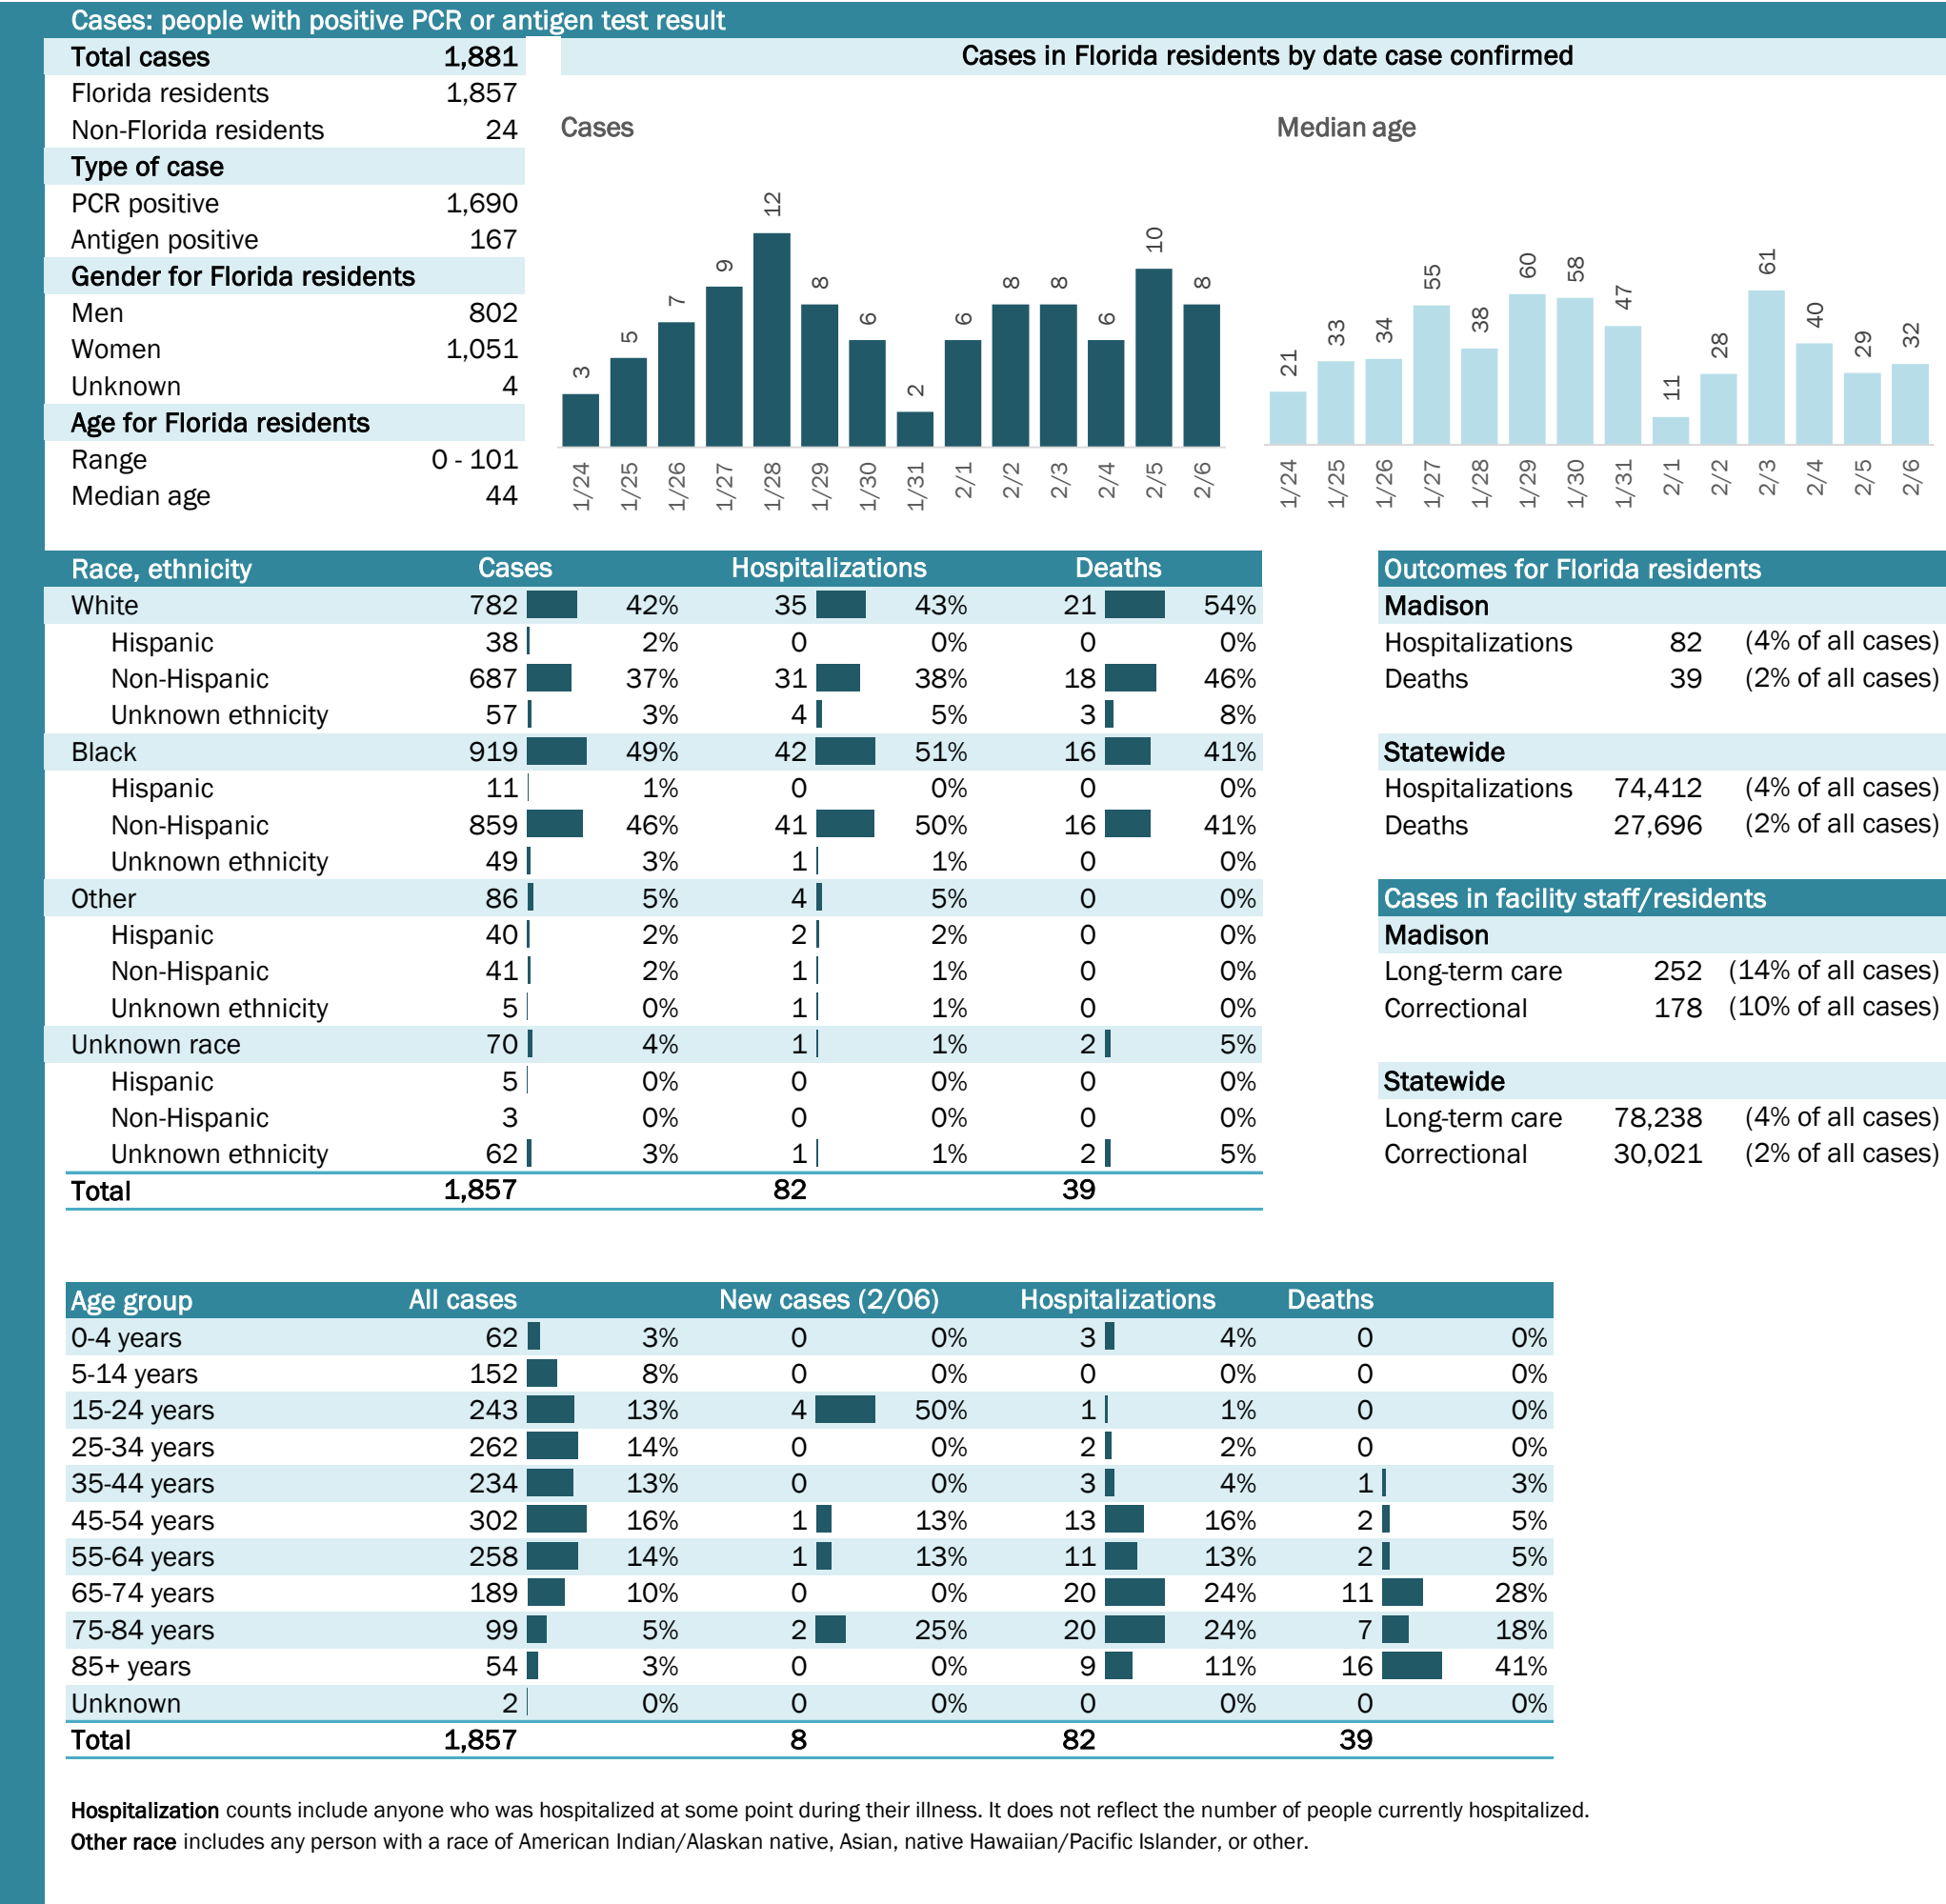 Cases: people with positive PCR or antigen test result
Total cases 1,881
Florida residents 1,857
Non-Florida residents 24
Type of case
PCR positive 1,690
Antigen positive 167
Gender for Florida residents
Men 802
Women 1,051
Unknown 4
Age for Florida residents
Range 0 - 101
Median age 44
Cases in Florida residents by date case confirmed
Cases
3 5 7 9 12 8 6 2 6 8 8 6 10 8
1/24 1/25 1/26 1/27 1/28 1/29 1/30 1/31 2/1 2/2 2/3 2/4 2/5 2/6
Median age
21 33 34 55 38 60 58 47 11 28 61 40 29 32
1/24 1/25 1/26 1/27 1/28 1/29 1/30 1/31 2/1 2/2 2/3 2/4 2/5 2/6
Race, ethnicity Cases Hospitalizations Deaths
White 782 42% 35 43% 21 54%
Hispanic 38 2% 0 0% 0 0%
Non-Hispanic 687 37% 31 38% 18 46%
Unknown ethnicity 57 3% 4 5% 3 8%
Black 919 49% 42 51% 16 41%
Hispanic 11 1% 0 0% 0 0%
Non-Hispanic 859 46% 41 50% 16 41%
Unknown ethnicity 49 3% 1 1% 0 0%
Other 86 5% 4 5% 0 0%
Hispanic 40 2% 2 2% 0 0%
Non-Hispanic 41 2% 1 1% 0 0%
Unknown ethnicity 5 0% 1 1% 0 0%
Unknown race 70 4% 1 1% 2 5%
Hispanic 5 0% 0 0% 0 0%
Non-Hispanic 3 0% 0 0% 0 0%
Unknown ethnicity 62 3% 1 1% 2 5%
Total 1,857 82 39
Outcomes for Florida residents
Madison
Hospitalizations 82 (4% of all cases)
Deaths 39 (2% of all cases)
Statewide
Hospitalizations 74,412 (4% of all cases)
Deaths 27,696 (2% of all cases)
Cases in facility staff/residents
Madison
Long-term care 252 (14% of all cases)
Correctional 178 (10% of all cases)
Statewide
Long-term care 78,238 (4% of all cases)
Correctional 30,021 (2% of all cases)
Age group All cases New cases (2/06) Hospitalizations Deaths
0-4 years 62 3% 0 0% 3 4% 0 0%
5-14 years 152 8% 0 0% 0 0% 0 0%
15-24 years 243 13% 4 50% 1 1% 0 0%
25-34 years 262 14% 0 0% 2 2% 0 0%
35-44 years 234 13% 0 0% 3 4% 1 3%
45-54 years 302 16% 1 13% 13 16% 2 5%
55-64 years 258 14% 1 13% 11 13% 2 5%
65-74 years 189 10% 0 0% 20 24% 11 28%
75-84 years 99 5% 2 25% 20 24% 7 18%
85+ years 54 3% 0 0% 9 11% 16 41%
Unknown 2 0% 0 0% 0 0% 0 0%
Total 1,857 8 82 39
Hospitalization counts include anyone who was hospitalized at some point during their illness. It does not reflect the number of people currently hospitalized.
Other race includes any person with a race of American Indian/Alaskan native, Asian, native Hawaiian/Pacific Islander, or other.